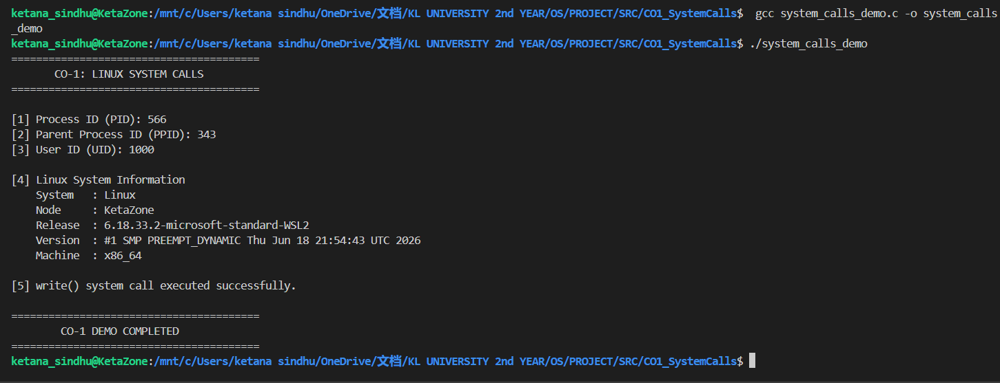 ketana_sindhu@KetaZone:/mnt/c/Users/ketana sindhu/OneDrive/文档/KL UNIVERSITY 2nd YEAR/OS/PROJECT/SRC/CO1_SystemCalls$  gcc system_calls_demo.c -o system_calls
_demo
ketana_sindhu@KetaZone:/mnt/c/Users/ketana sindhu/OneDrive/文档/KL UNIVERSITY 2nd YEAR/OS/PROJECT/SRC/CO1_SystemCalls$ ./system_calls_demo
========================================
       CO-1: LINUX SYSTEM CALLS
========================================

[1] Process ID (PID): 566
[2] Parent Process ID (PPID): 343
[3] User ID (UID): 1000

[4] Linux System Information
    System   : Linux
    Node     : KetaZone
    Release  : 6.18.33.2-microsoft-standard-WSL2
    Version  : #1 SMP PREEMPT_DYNAMIC Thu Jun 18 21:54:43 UTC 2026
    Machine  : x86_64

[5] write() system call executed successfully.

========================================
        CO-1 DEMO COMPLETED
========================================
ketana_sindhu@KetaZone:/mnt/c/Users/ketana sindhu/OneDrive/文档/KL UNIVERSITY 2nd YEAR/OS/PROJECT/SRC/CO1_SystemCalls$